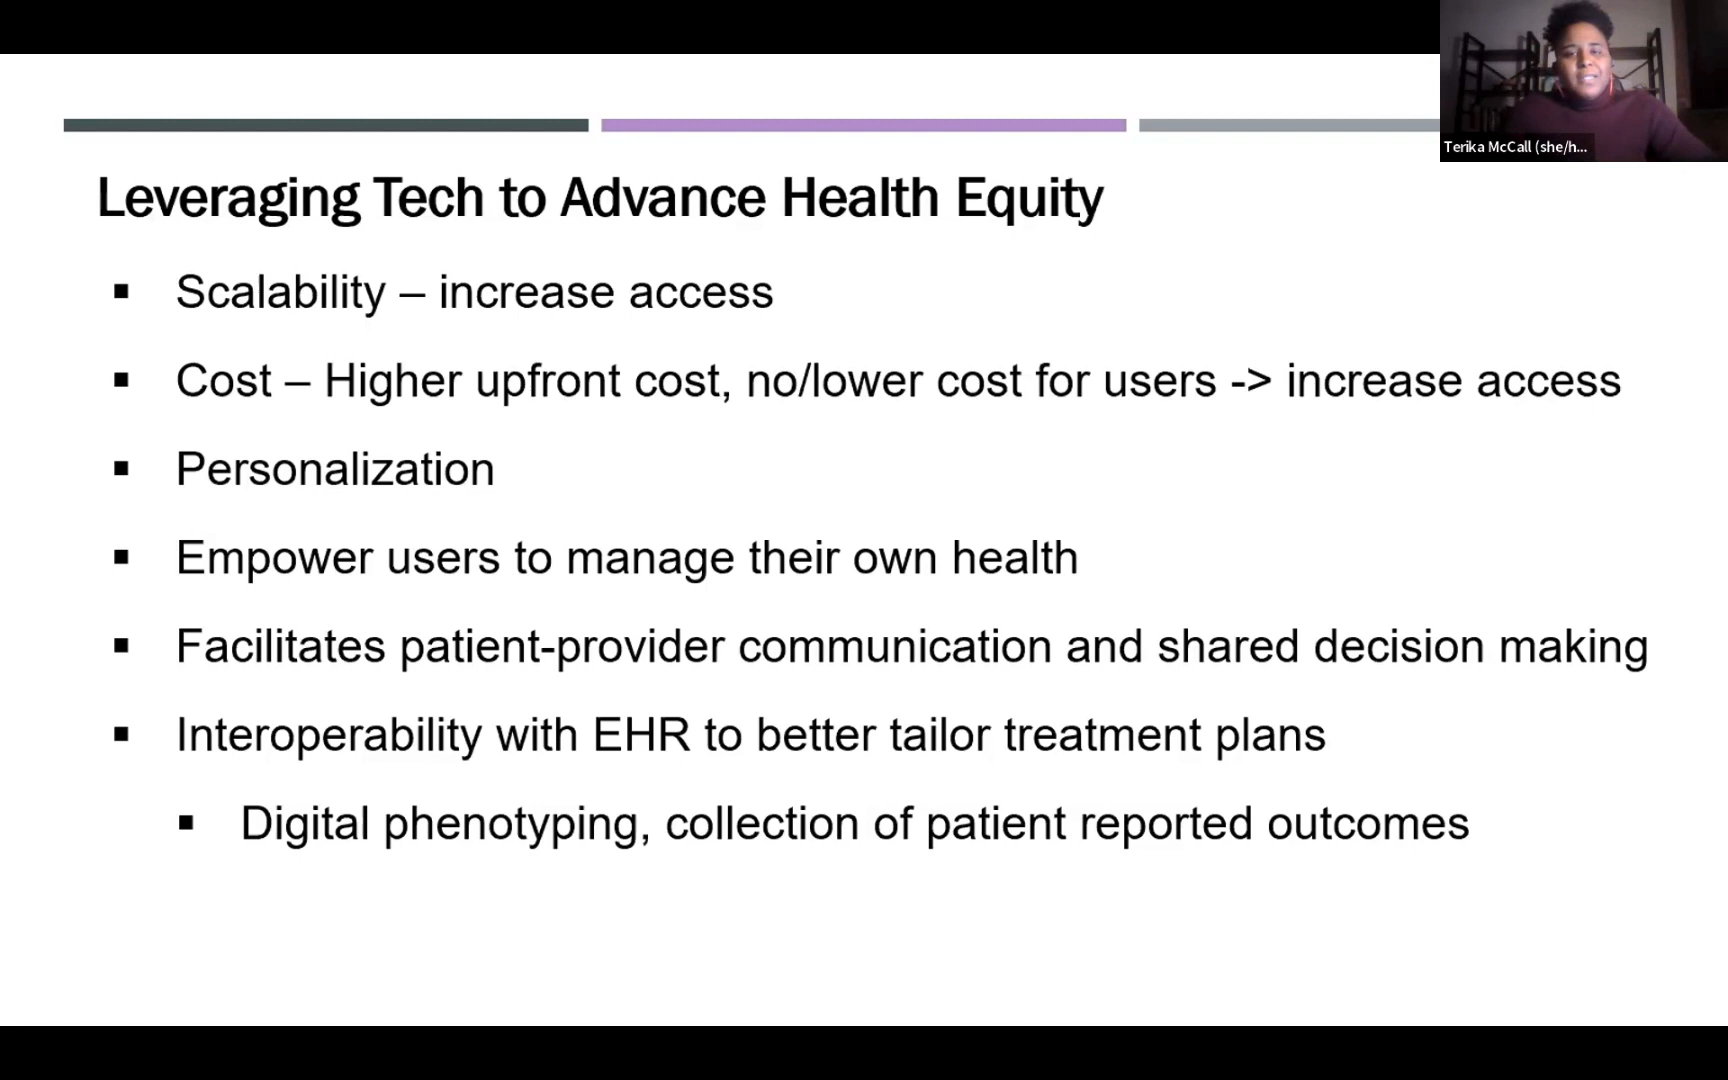 Terika McCall (she/h...
Leveraging Tech to Advance Health Equity
▪ Scalability – increase access
▪ Cost – Higher upfront cost, no/lower cost for users -> increase access
▪ Personalization
▪ Empower users to manage their own health
▪ Facilitates patient-provider communication and shared decision making
▪ Interoperability with EHR to better tailor treatment plans
▪ Digital phenotyping, collection of patient reported outcomes